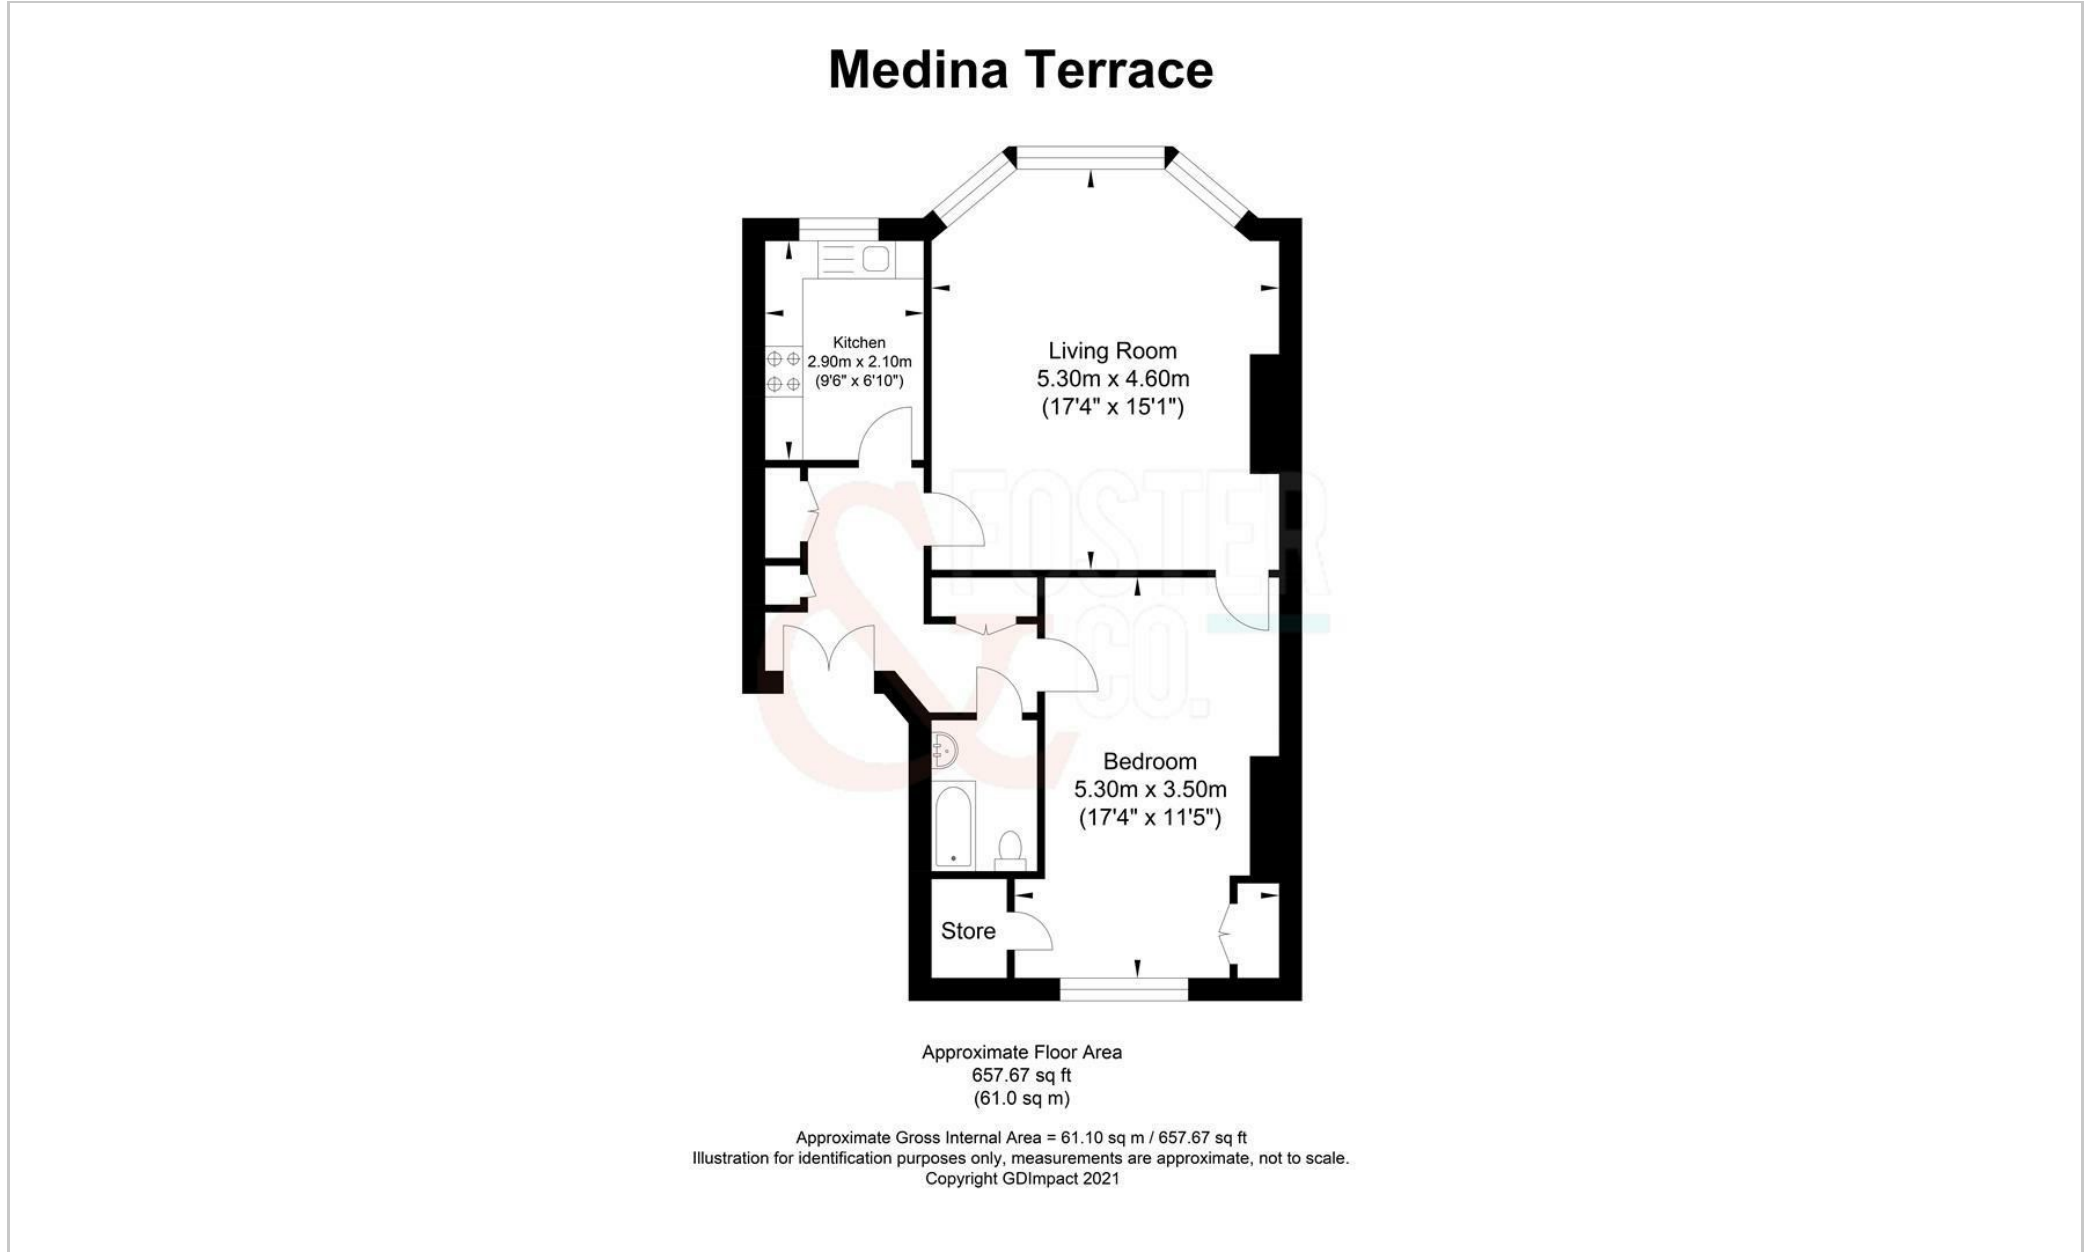 Medina Terrace
Kitchen
2.90m x 2.10m
(9'6" x 6'10")
Living Room
5.30m x 4.60m
(17'4" x 15'1")
FOSTER
& CO.
Bedroom
5.30m x 3.50m
(17'4" x 11'5")
Store
Approximate Floor Area
657.67 sq ft
(61.0 sq m)
Approximate Gross Internal Area = 61.10 sq m / 657.67 sq ft
Illustration for identification purposes only, measurements are approximate, not to scale.
Copyright GDImpact 2021